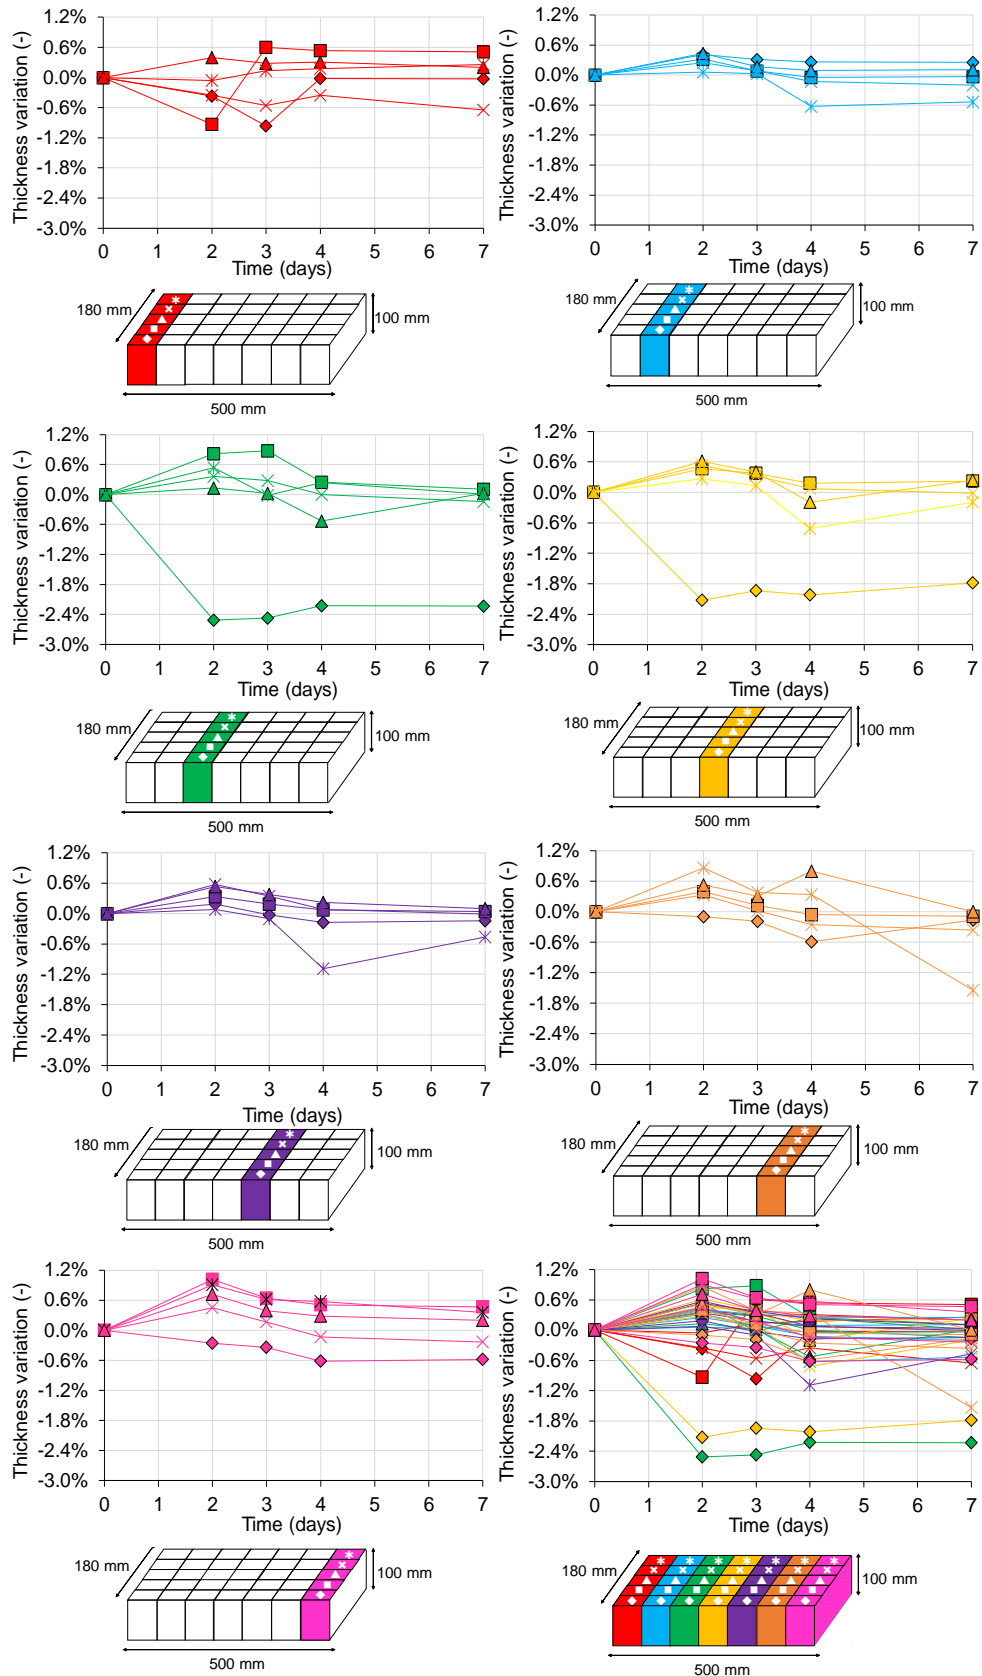 1.2%
0.6%
0.0%
-0.6%
-1.2%
-1.8%
-2.4%
-3.0%
Thickness variation (-)
0 1 2 3 4 5 6 7
Time (days)
180 mm
100 mm
500 mm
1.2%
0.6%
0.0%
-0.6%
-1.2%
-1.8%
-2.4%
-3.0%
Thickness variation (-)
0 1 2 3 4 5 6 7
Time (days)
180 mm
100 mm
500 mm
1.2%
0.6%
0.0%
-0.6%
-1.2%
-1.8%
-2.4%
-3.0%
Thickness variation (-)
0 1 2 3 4 5 6 7
Time (days)
180 mm
100 mm
500 mm
1.2%
0.6%
0.0%
-0.6%
-1.2%
-1.8%
-2.4%
-3.0%
Thickness variation (-)
0 1 2 3 4 5 6 7
Time (days)
180 mm
100 mm
500 mm
1.2%
0.6%
0.0%
-0.6%
-1.2%
-1.8%
-2.4%
-3.0%
Thickness variation (-)
0 1 2 3 4 5 6 7
Time (days)
180 mm
100 mm
500 mm
1.2%
0.6%
0.0%
-0.6%
-1.2%
-1.8%
-2.4%
-3.0%
Thickness variation (-)
0 1 2 3 4 5 6 7
Time (days)
180 mm
100 mm
500 mm
1.2%
0.6%
0.0%
-0.6%
-1.2%
-1.8%
-2.4%
-3.0%
Thickness variation (-)
0 1 2 3 4 5 6 7
Time (days)
180 mm
100 mm
500 mm
1.2%
0.6%
0.0%
-0.6%
-1.2%
-1.8%
-2.4%
-3.0%
Thickness variation (-)
0 1 2 3 4 5 6 7
Time (days)
180 mm
100 mm
500 mm